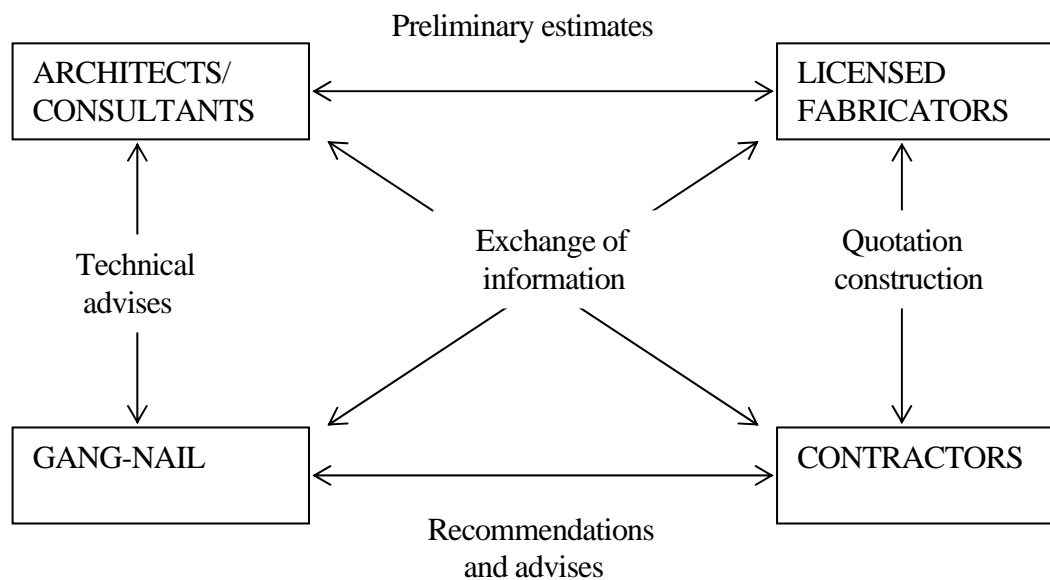 Preliminary estimates
ARCHITECTS/
CONSULTANTS
LICENSED
FABRICATORS
Technical
advises
Exchange of
information
Quotation
construction
GANG-NAIL
CONTRACTORS
Recommendations
and advises